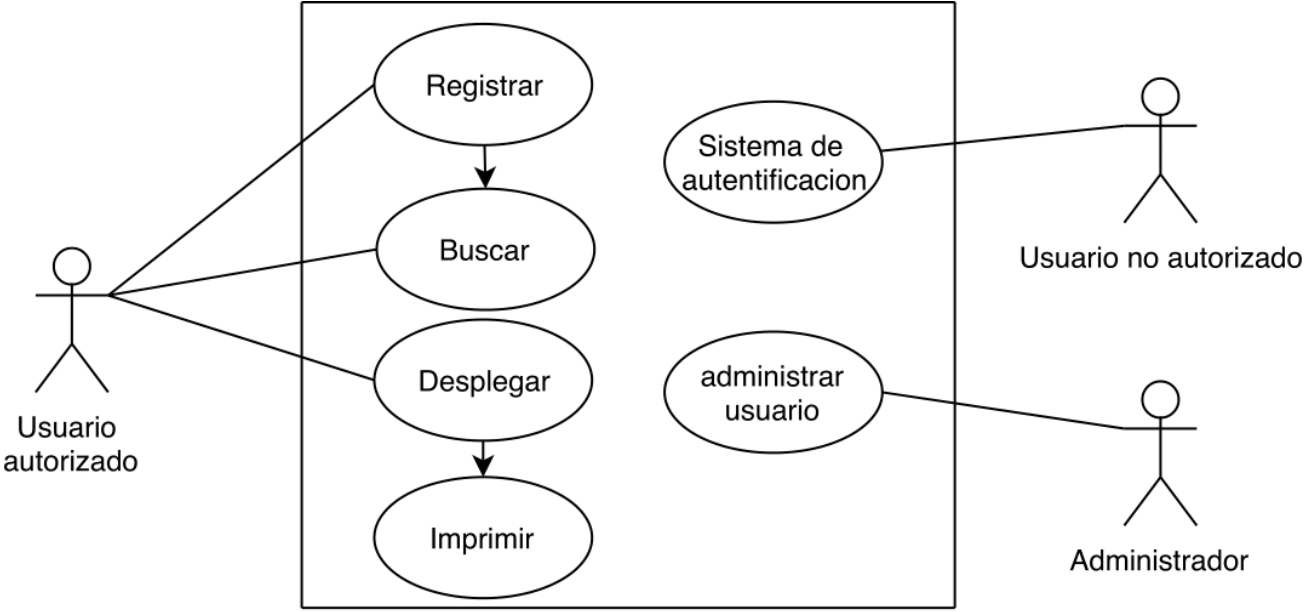 Registrar
Buscar
Desplegar
Imprimir
Usuario
autorizado
Sistema de
autentificacion
administrar
usuario
Usuario no autorizado
Administrador